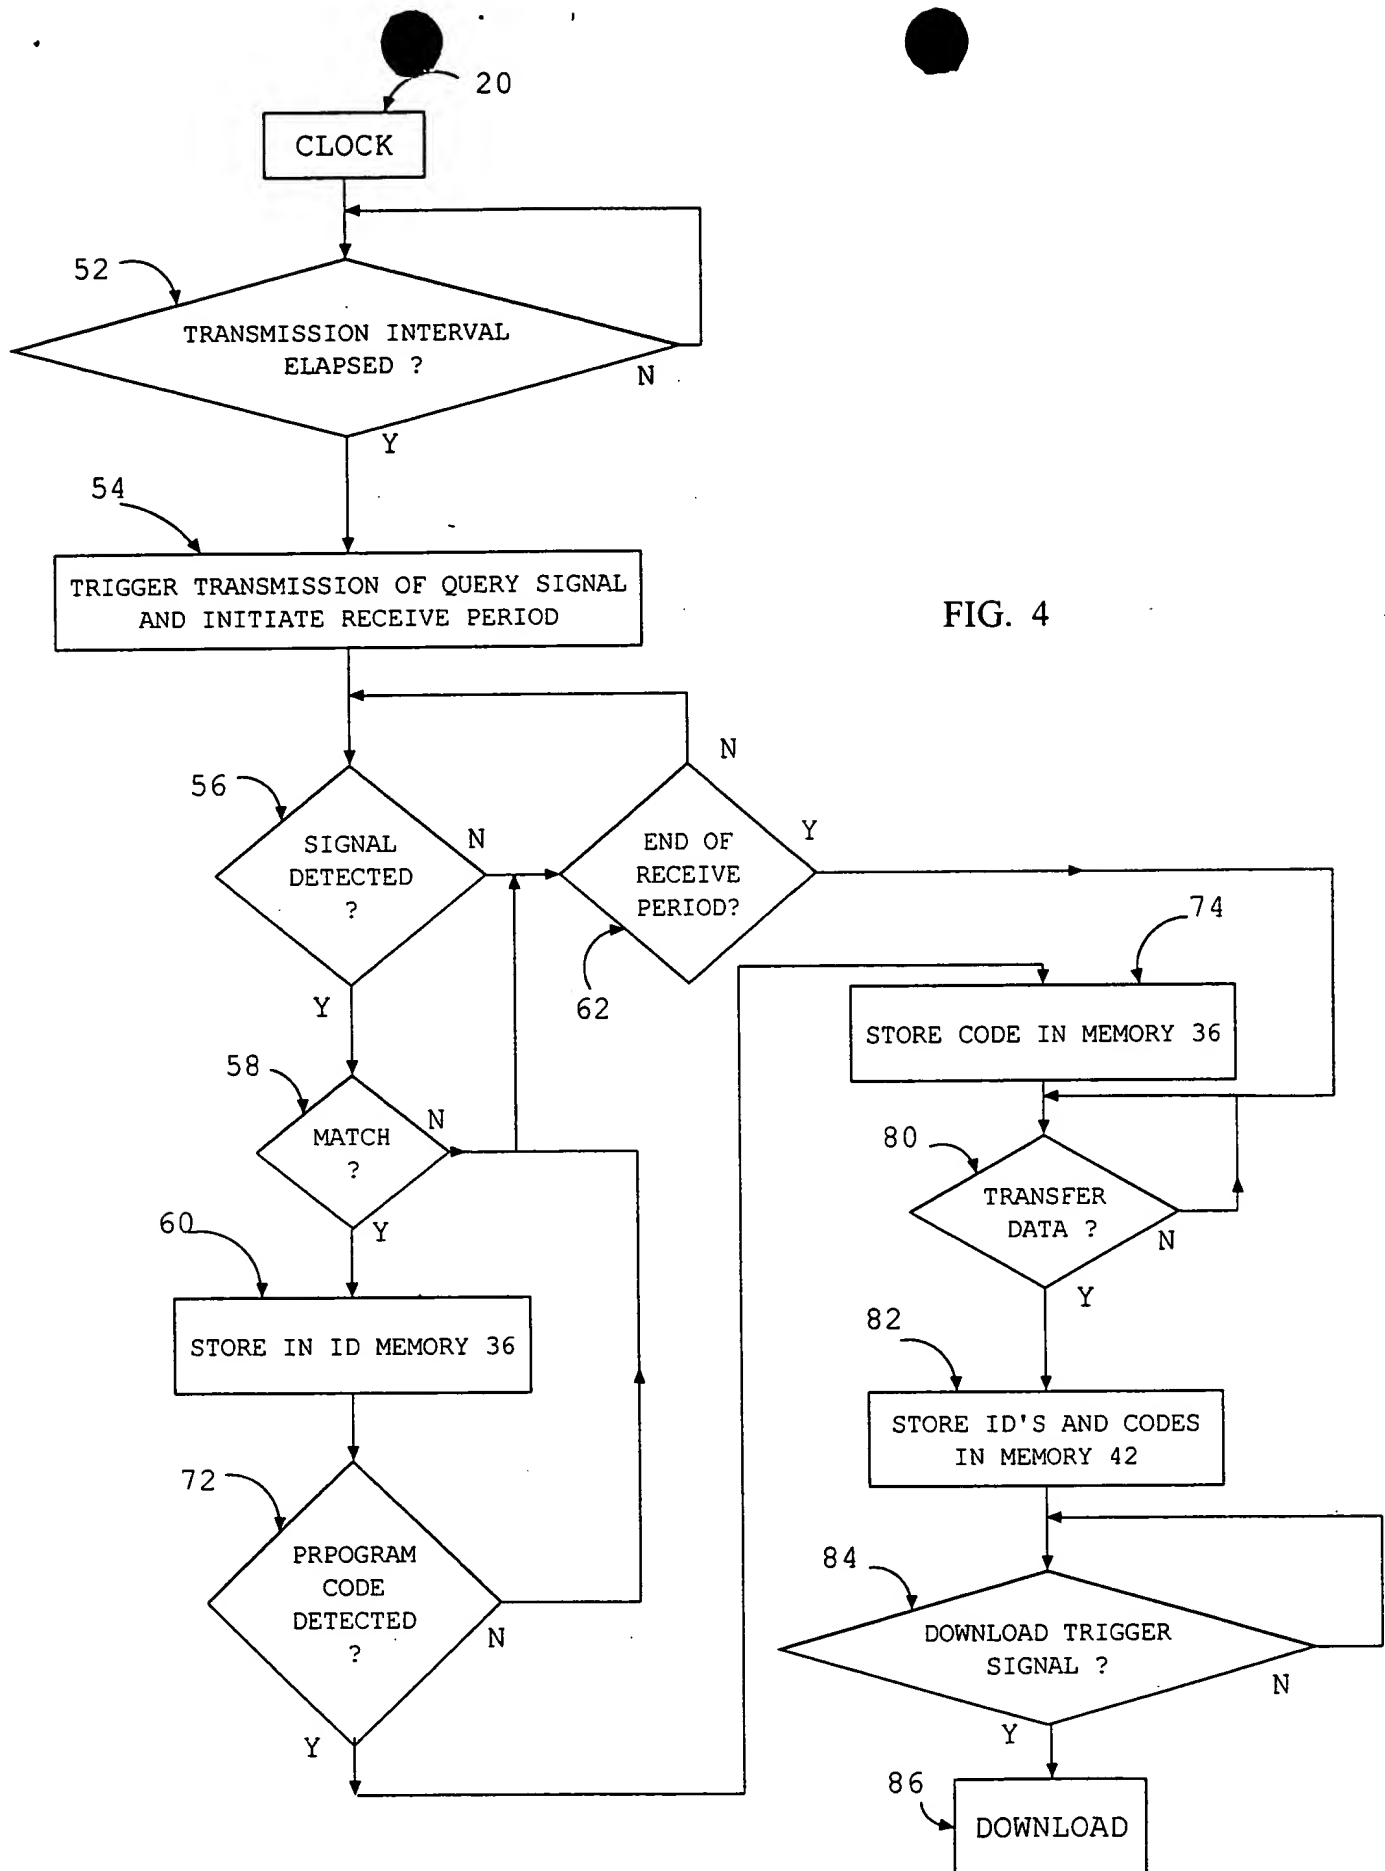 20
CLOCK
52
TRANSMISSION INTERVAL
ELAPSED ?
N
Y
54
TRIGGER TRANSMISSION OF QUERY SIGNAL
AND INITIATE RECEIVE PERIOD
FIG. 4
N
56
SIGNAL
DETECTED
?
N
Y
END OF
RECEIVE
PERIOD?
Y
62
74
STORE CODE IN MEMORY 36
58
MATCH
?
N
Y
80
TRANSFER
DATA ?
N
Y
60
STORE IN ID MEMORY 36
82
STORE ID'S AND CODES
IN MEMORY 42
72
PRPOGRAM
CODE
DETECTED
?
N
Y
84
DOWNLOAD TRIGGER
SIGNAL ?
N
Y
86
DOWNLOAD